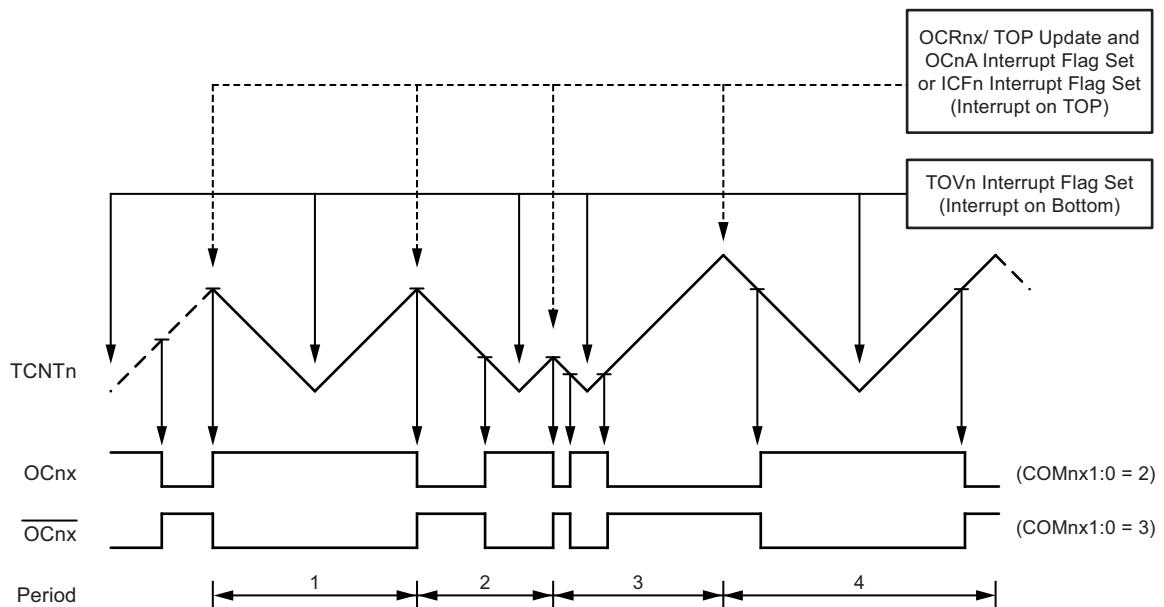 OCRnx/ TOP Update and
OCnA Interrupt Flag Set
or ICFn Interrupt Flag Set
(Interrupt on TOP)
TOVn Interrupt Flag Set
(Interrupt on Bottom)
TCNTn
OCnx
(COMnx1:0 = 2)
OCnx
(COMnx1:0 = 3)
Period
1
2
3
4